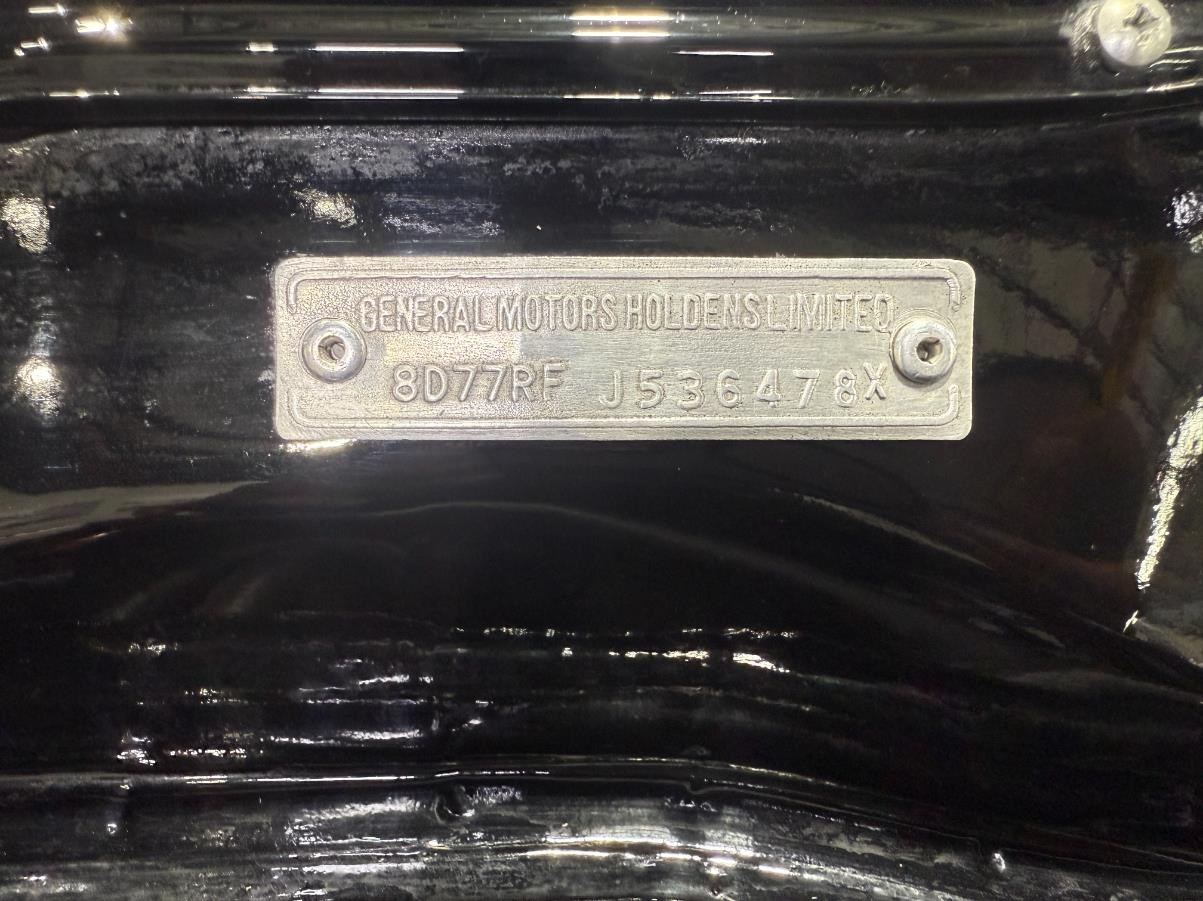 GENERAL MOTORS HOLDENS LIMITED
8D77RF J536478X